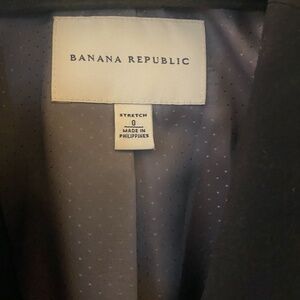 BANANA REPUBLIC
STRETCH
0
MADE IN
PHILIPPINES